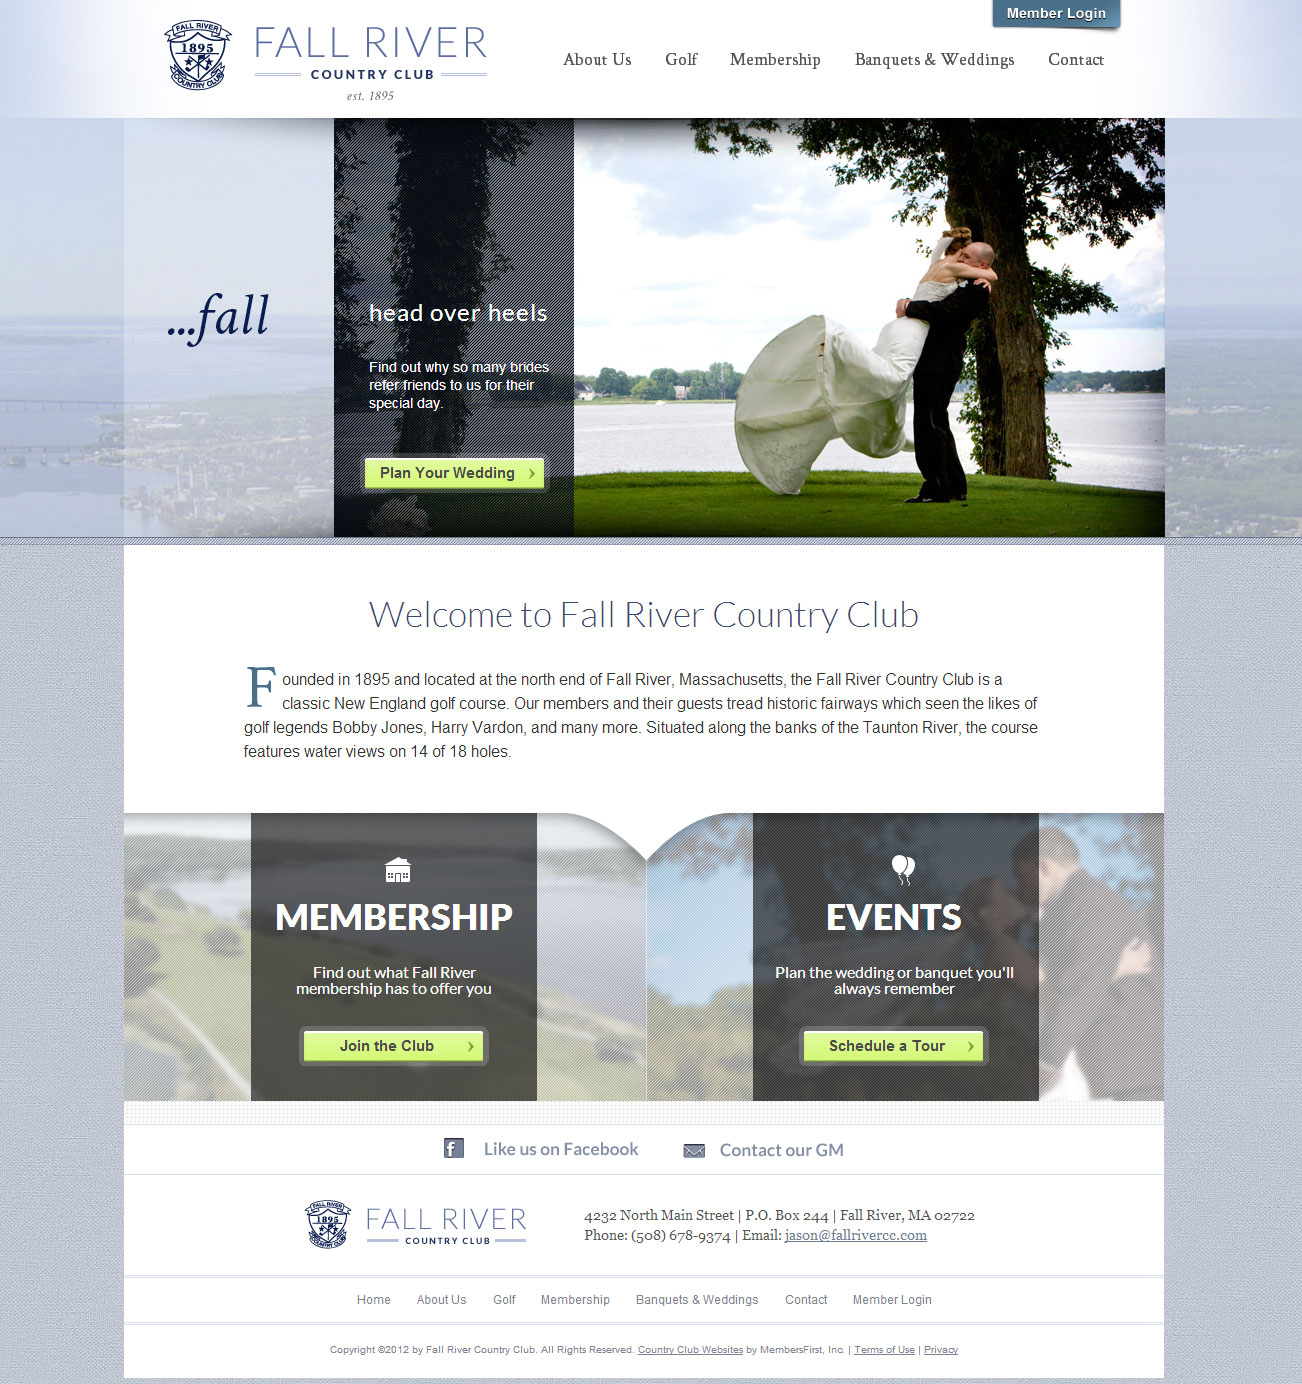 FALL RIVER
1895
COUNTRY CLUB
FALL RIVER
COUNTRY CLUB
est. 1895
Member Login
About Us
Golf
Membership
Banquets & Weddings
Contact
...fall
head over heels
Find out why so many brides
refer friends to us for their
special day.
Plan Your Wedding
Welcome to Fall River Country Club
Founded in 1895 and located at the north end of Fall River, Massachusetts, the Fall River Country Club is a
classic New England golf course. Our members and their guests tread historic fairways which seen the likes of
golf legends Bobby Jones, Harry Vardon, and many more. Situated along the banks of the Taunton River, the course
features water views on 14 of 18 holes.
MEMBERSHIP
Find out what Fall River
membership has to offer you
Join the Club
EVENTS
Plan the wedding or banquet you'll
always remember
Schedule a Tour
Like us on Facebook
Contact our GM
FALL RIVER
1895
COUNTRY CLUB
FALL RIVER
COUNTRY CLUB
4232 North Main Street | P.O. Box 244 | Fall River, MA 02722
Phone: (508) 678-9374 | Email: jason@fallrivercc.com
Home
About Us
Golf
Membership
Banquets & Weddings
Contact
Member Login
Copyright ©2012 by Fall River Country Club. All Rights Reserved. Country Club Websites by MembersFirst, Inc. | Terms of Use | Privacy